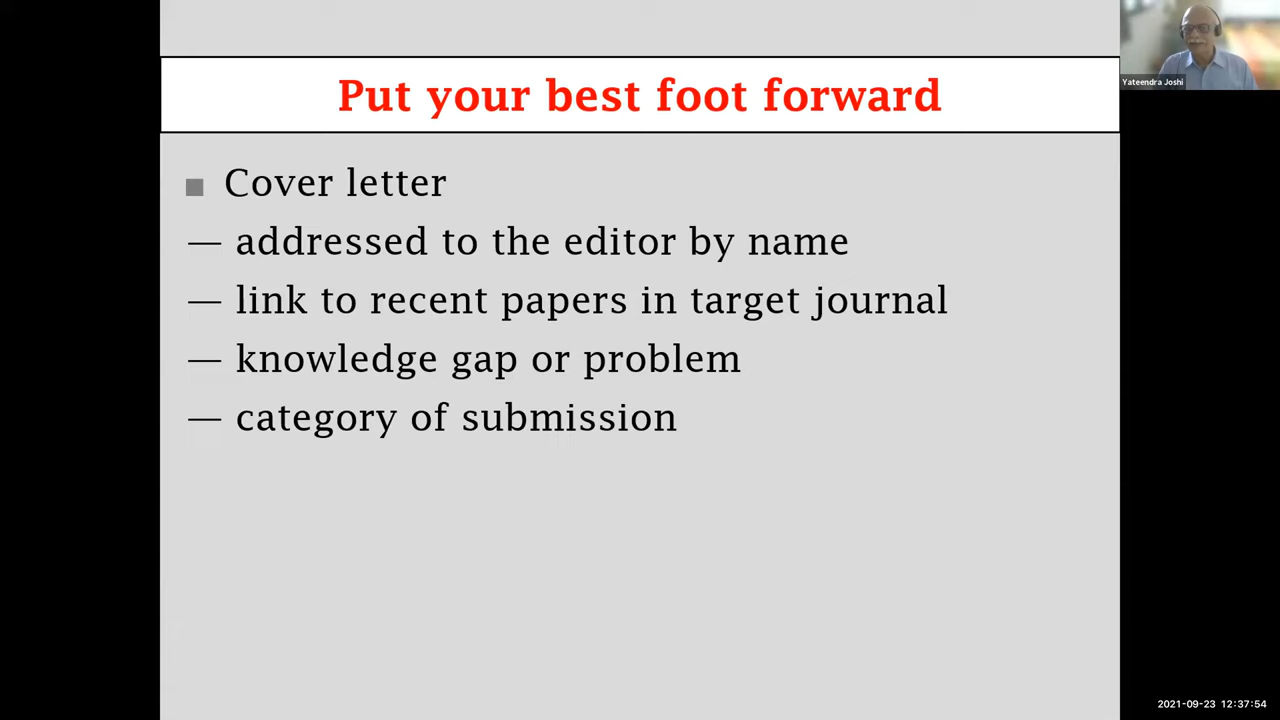 Put your best foot forward
Yateendra Joshi
■ Cover letter
— addressed to the editor by name
— link to recent papers in target journal
— knowledge gap or problem
— category of submission
2021-09-23 12:37:54